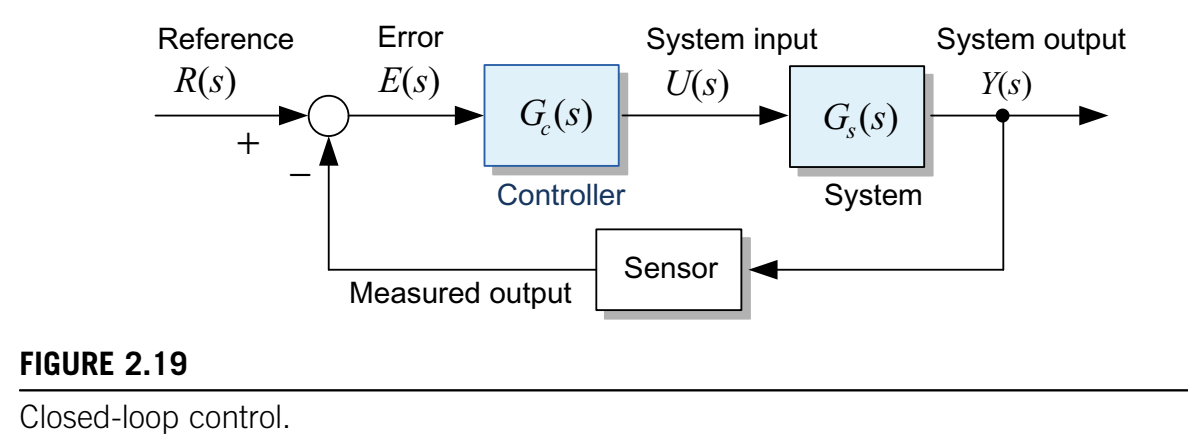 Reference Error System input System output
R(s) E(s) U(s) Y(s)
G_c(s) G_s(s)
+
−
Controller System
Sensor
Measured output
FIGURE 2.19
Closed-loop control.